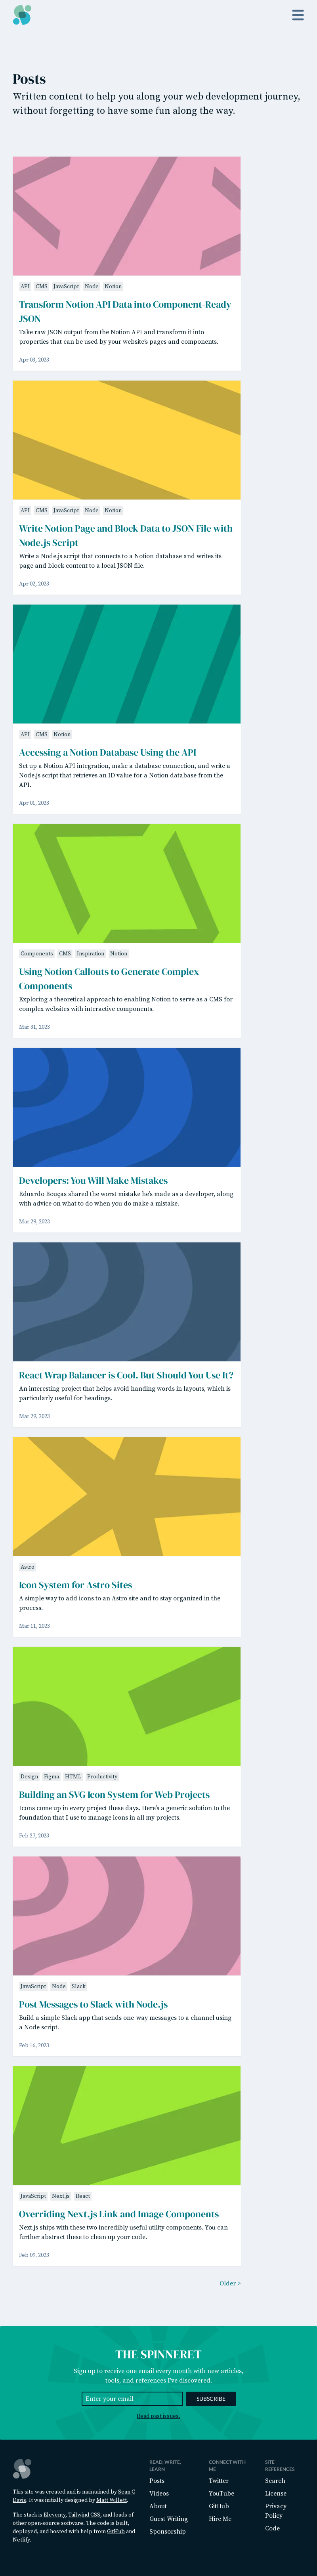 Posts
Written content to help you along your web development journey,
without forgetting to have some fun along the way.
API CMS JavaScript Node Notion
Transform Notion API Data into Component-Ready
JSON
Take raw JSON output from the Notion API and transform it into
properties that can be used by your website's pages and components.
Apr 03, 2023
API CMS JavaScript Node Notion
Write Notion Page and Block Data to JSON File with
Node.js Script
Write a Node.js script that connects to a Notion database and writes its
page and block content to a local JSON file.
Apr 02, 2023
API CMS Notion
Accessing a Notion Database Using the API
Set up a Notion API integration, make a database connection, and write a
Node.js script that retrieves an ID value for a Notion database from the
API.
Apr 01, 2023
Components CMS Inspiration Notion
Using Notion Callouts to Generate Complex
Components
Exploring a theoretical approach to enabling Notion to serve as a CMS for
complex websites with interactive components.
Mar 31, 2023
Developers: You Will Make Mistakes
Eduardo Bouças shared the worst mistake he's made as a developer, along
with advice on what to do when you do make a mistake.
Mar 29, 2023
React Wrap Balancer is Cool. But Should You Use It?
An interesting project that helps avoid handing words in layouts, which is
particularly useful for headings.
Mar 29, 2023
Astro
Icon System for Astro Sites
A simple way to add icons to an Astro site and to stay organized in the
process.
Mar 11, 2023
Design Figma HTML Productivity
Building an SVG Icon System for Web Projects
Icons come up in every project these days. Here's a generic solution to the
foundation that I use to manage icons in all my projects.
Feb 27, 2023
JavaScript Node Slack
Post Messages to Slack with Node.js
Build a simple Slack app that sends one-way messages to a channel using
a Node script.
Feb 16, 2023
JavaScript Next.js React
Overriding Next.js Link and Image Components
Next.js ships with these two incredibly useful utility components. You can
further abstract these to clean up your code.
Feb 09, 2023
Older >
THE SPINNERET
Sign up to receive one email every month with new articles,
tools, and references I've discovered.
Enter your email
SUBSCRIBE
Read past issues.
This site was created and is maintained by Sean C
Davis. It was initially designed by Matt Willett.
The stack is Eleventy, Tailwind CSS, and loads of
other open-source software. The code is built,
deployed, and hosted with help from GitHub and
Netlify.
READ, WRITE,
LEARN
Posts
Videos
About
Guest Writing
Sponsorship
CONNECT WITH
ME
Twitter
YouTube
GitHub
Hire Me
SITE
REFERENCES
Search
License
Privacy
Policy
Code